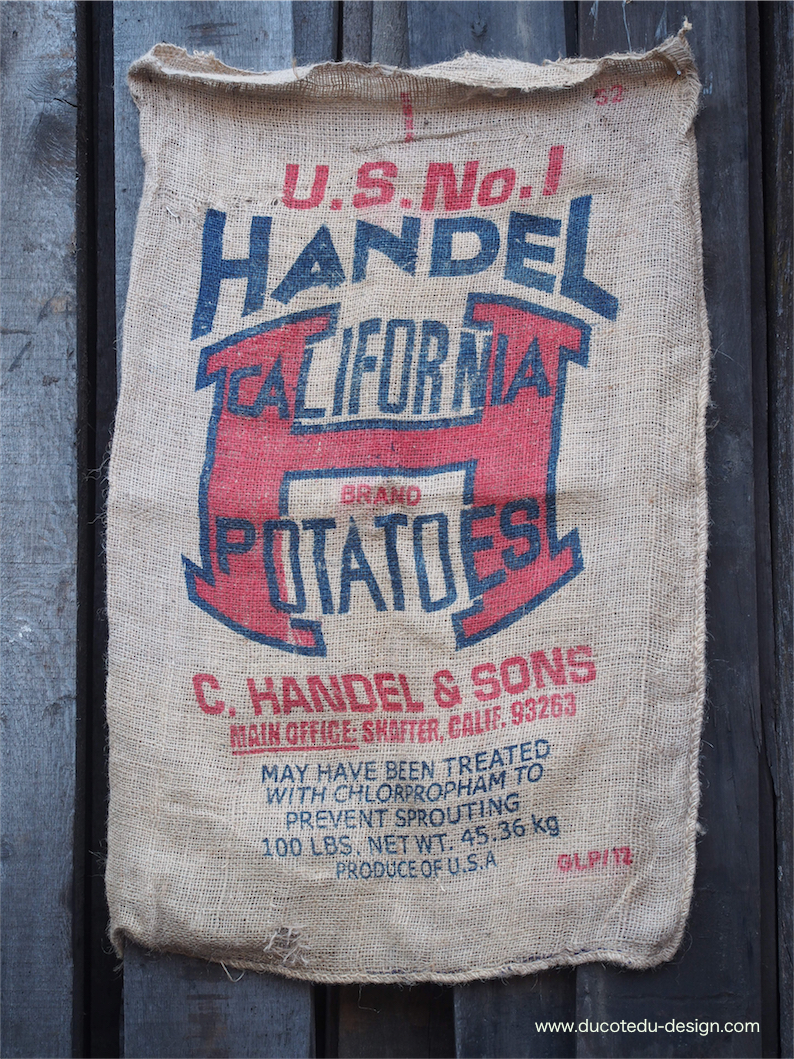 52
U.S. No.1
HANDEL
CALIFORNIA
BRAND
POTATOES
C. HANDEL & SONS
MAIN OFFICE: SHAFTER, CALIF. 93263
MAY HAVE BEEN TREATED
WITH CHLORPROPHAM TO
PREVENT SPROUTING
100 LBS. NET WT. 45.36 kg
PRODUCE OF U.S.A
www.ducotedu-design.com